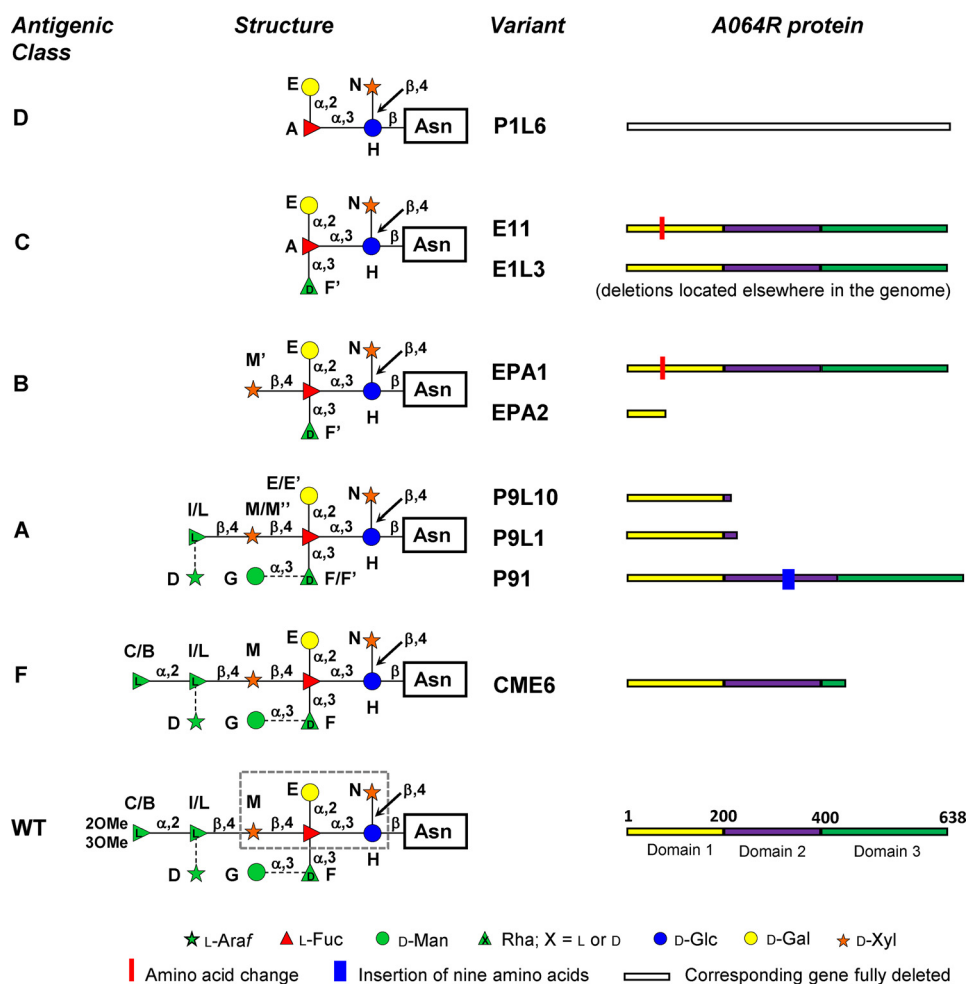 Antigenic Class Structure Variant A064R protein
D
E N β,4
α,2
A α,3 β Asn
H
P1L6
C
E N β,4
α,2
A α,3 β Asn
α,3 H
D F'
E11
E1L3
(deletions located elsewhere in the genome)
B
E N β,4
M' α,2
β,4 α,3 β Asn
α,3 H
D F'
EPA1
EPA2
A
E/E' N β,4
I/L M/M'' α,2
L β,4 β,4 α,3 β Asn
α,3 H
D G α,3 D F/F'
P9L10
P9L1
P91
F
E N β,4
C/B I/L M α,2
L α,2 L β,4 β,4 α,3 β Asn
α,3 H
D G α,3 D F
CME6
WT
E N β,4
C/B I/L M α,2
2OMe
3OMe
L α,2 L β,4 β,4 α,3 β Asn
α,3 H
D G α,3 D F
1 200 400 638
Domain 1 Domain 2 Domain 3
L-Araf L-Fuc D-Man X Rha; X = L or D D-Glc D-Gal D-Xyl
Amino acid change Insertion of nine amino acids Corresponding gene fully deleted